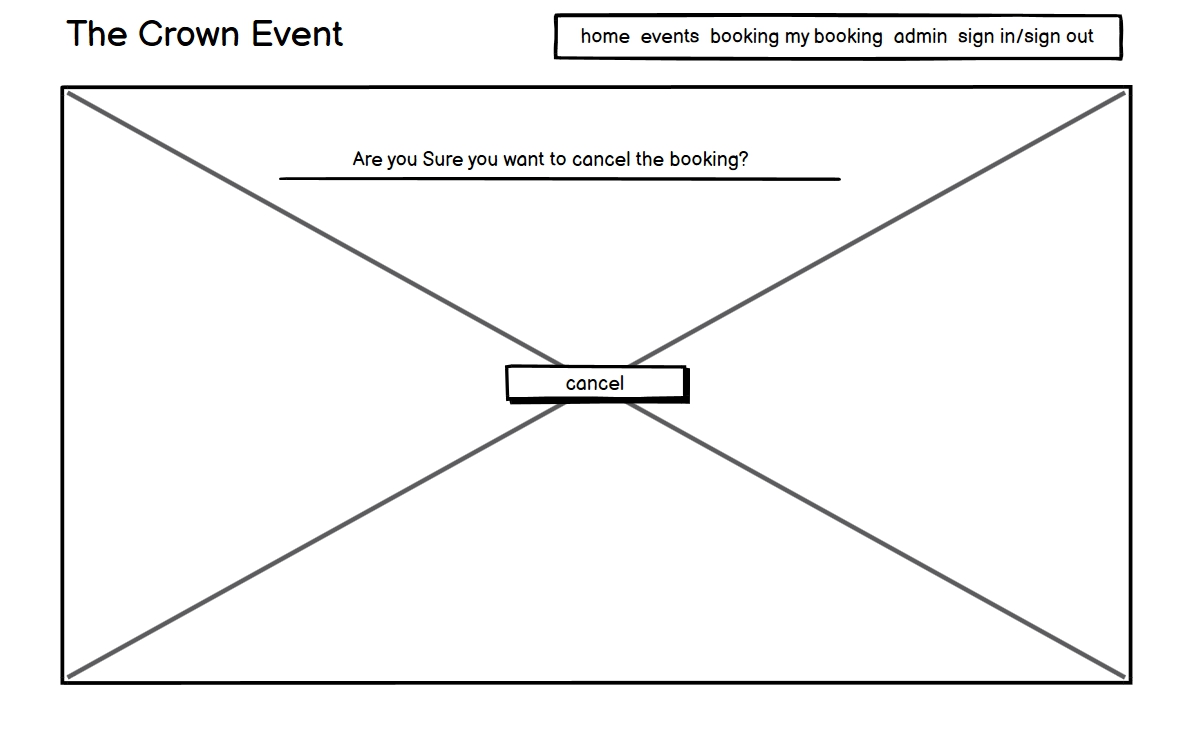 The Crown Event
home events booking my booking admin sign in/sign out
Are you Sure you want to cancel the booking?
cancel